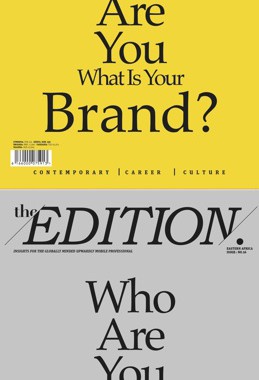 Are
You
What Is Your
Brand?
CONTEMPORARY | CAREER | CULTURE
the EDITION.
INSIGHTS FOR THE GLOBALLY MINDED UPWARDLY MOBILE PROFESSIONAL
EASTERN AFRICA
Who
Are
You